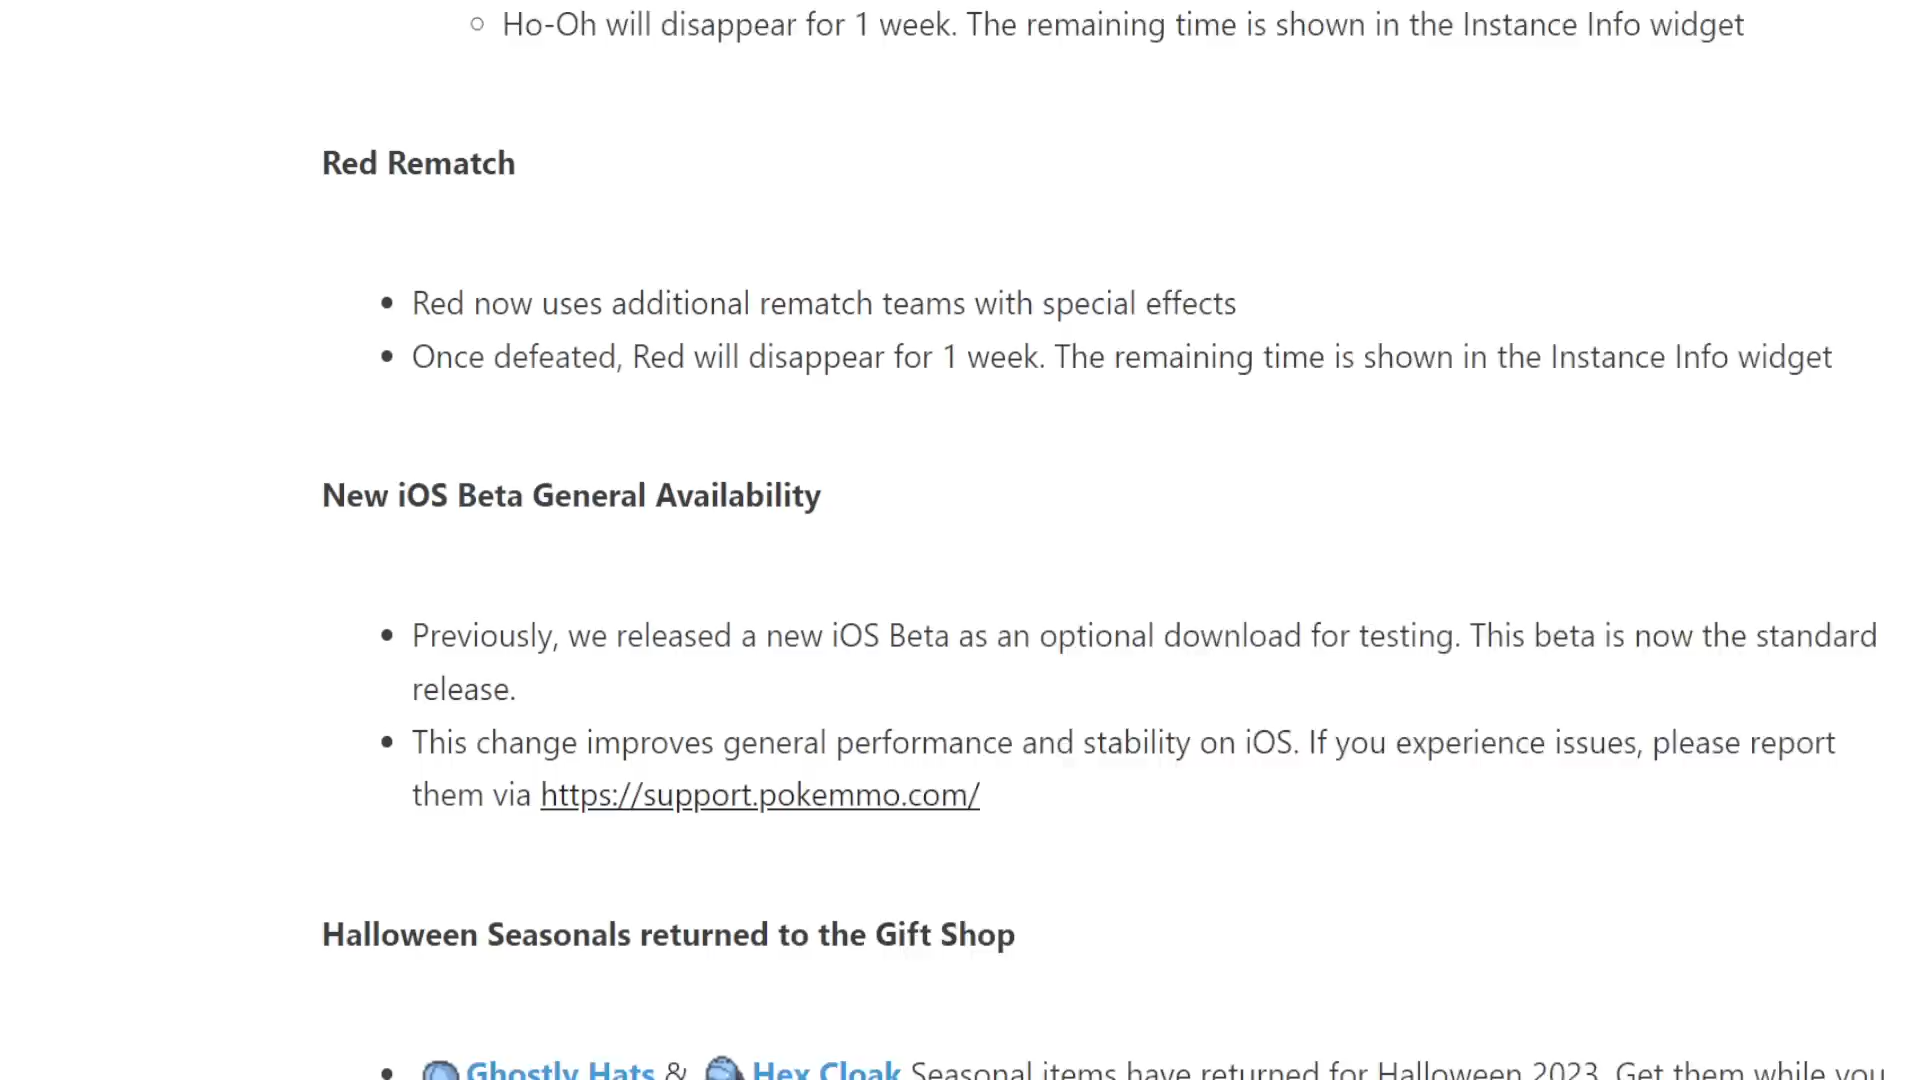 Ho-Oh will disappear for 1 week. The remaining time is shown in the Instance Info widget
Red Rematch
Red now uses additional rematch teams with special effects
Once defeated, Red will disappear for 1 week. The remaining time is shown in the Instance Info widget
New iOS Beta General Availability
Previously, we released a new iOS Beta as an optional download for testing. This beta is now the standard
release.
This change improves general performance and stability on iOS. If you experience issues, please report
them via https://support.pokemmo.com/
Halloween Seasonals returned to the Gift Shop
Ghostly Hats & Hex Cloak Seasonal items have returned for Halloween 2023. Get them while you